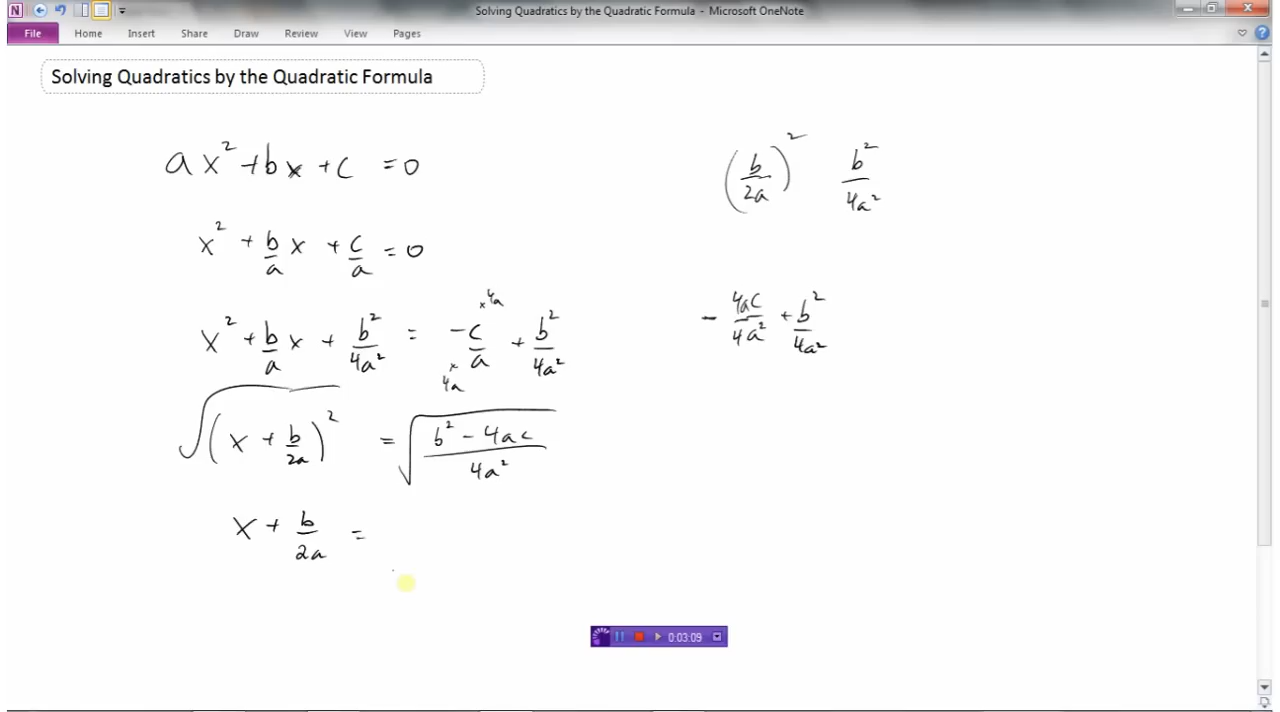 Solving Quadratics by the Quadratic Formula - Microsoft OneNote
File Home Insert Share Draw Review View Pages
Solving Quadratics by the Quadratic Formula
ax² + bx + c = 0
(b/2a)² b²/4a²
x² + b/a x + c/a = 0
x² + b/a x + b²/4a² = -c/a ×4a ×4a + b²/4a²
- 4ac/4a² + b²/4a²
√(x + b/2a)² = √(b² - 4ac)/4a²
x + b/2a =
0:03:09